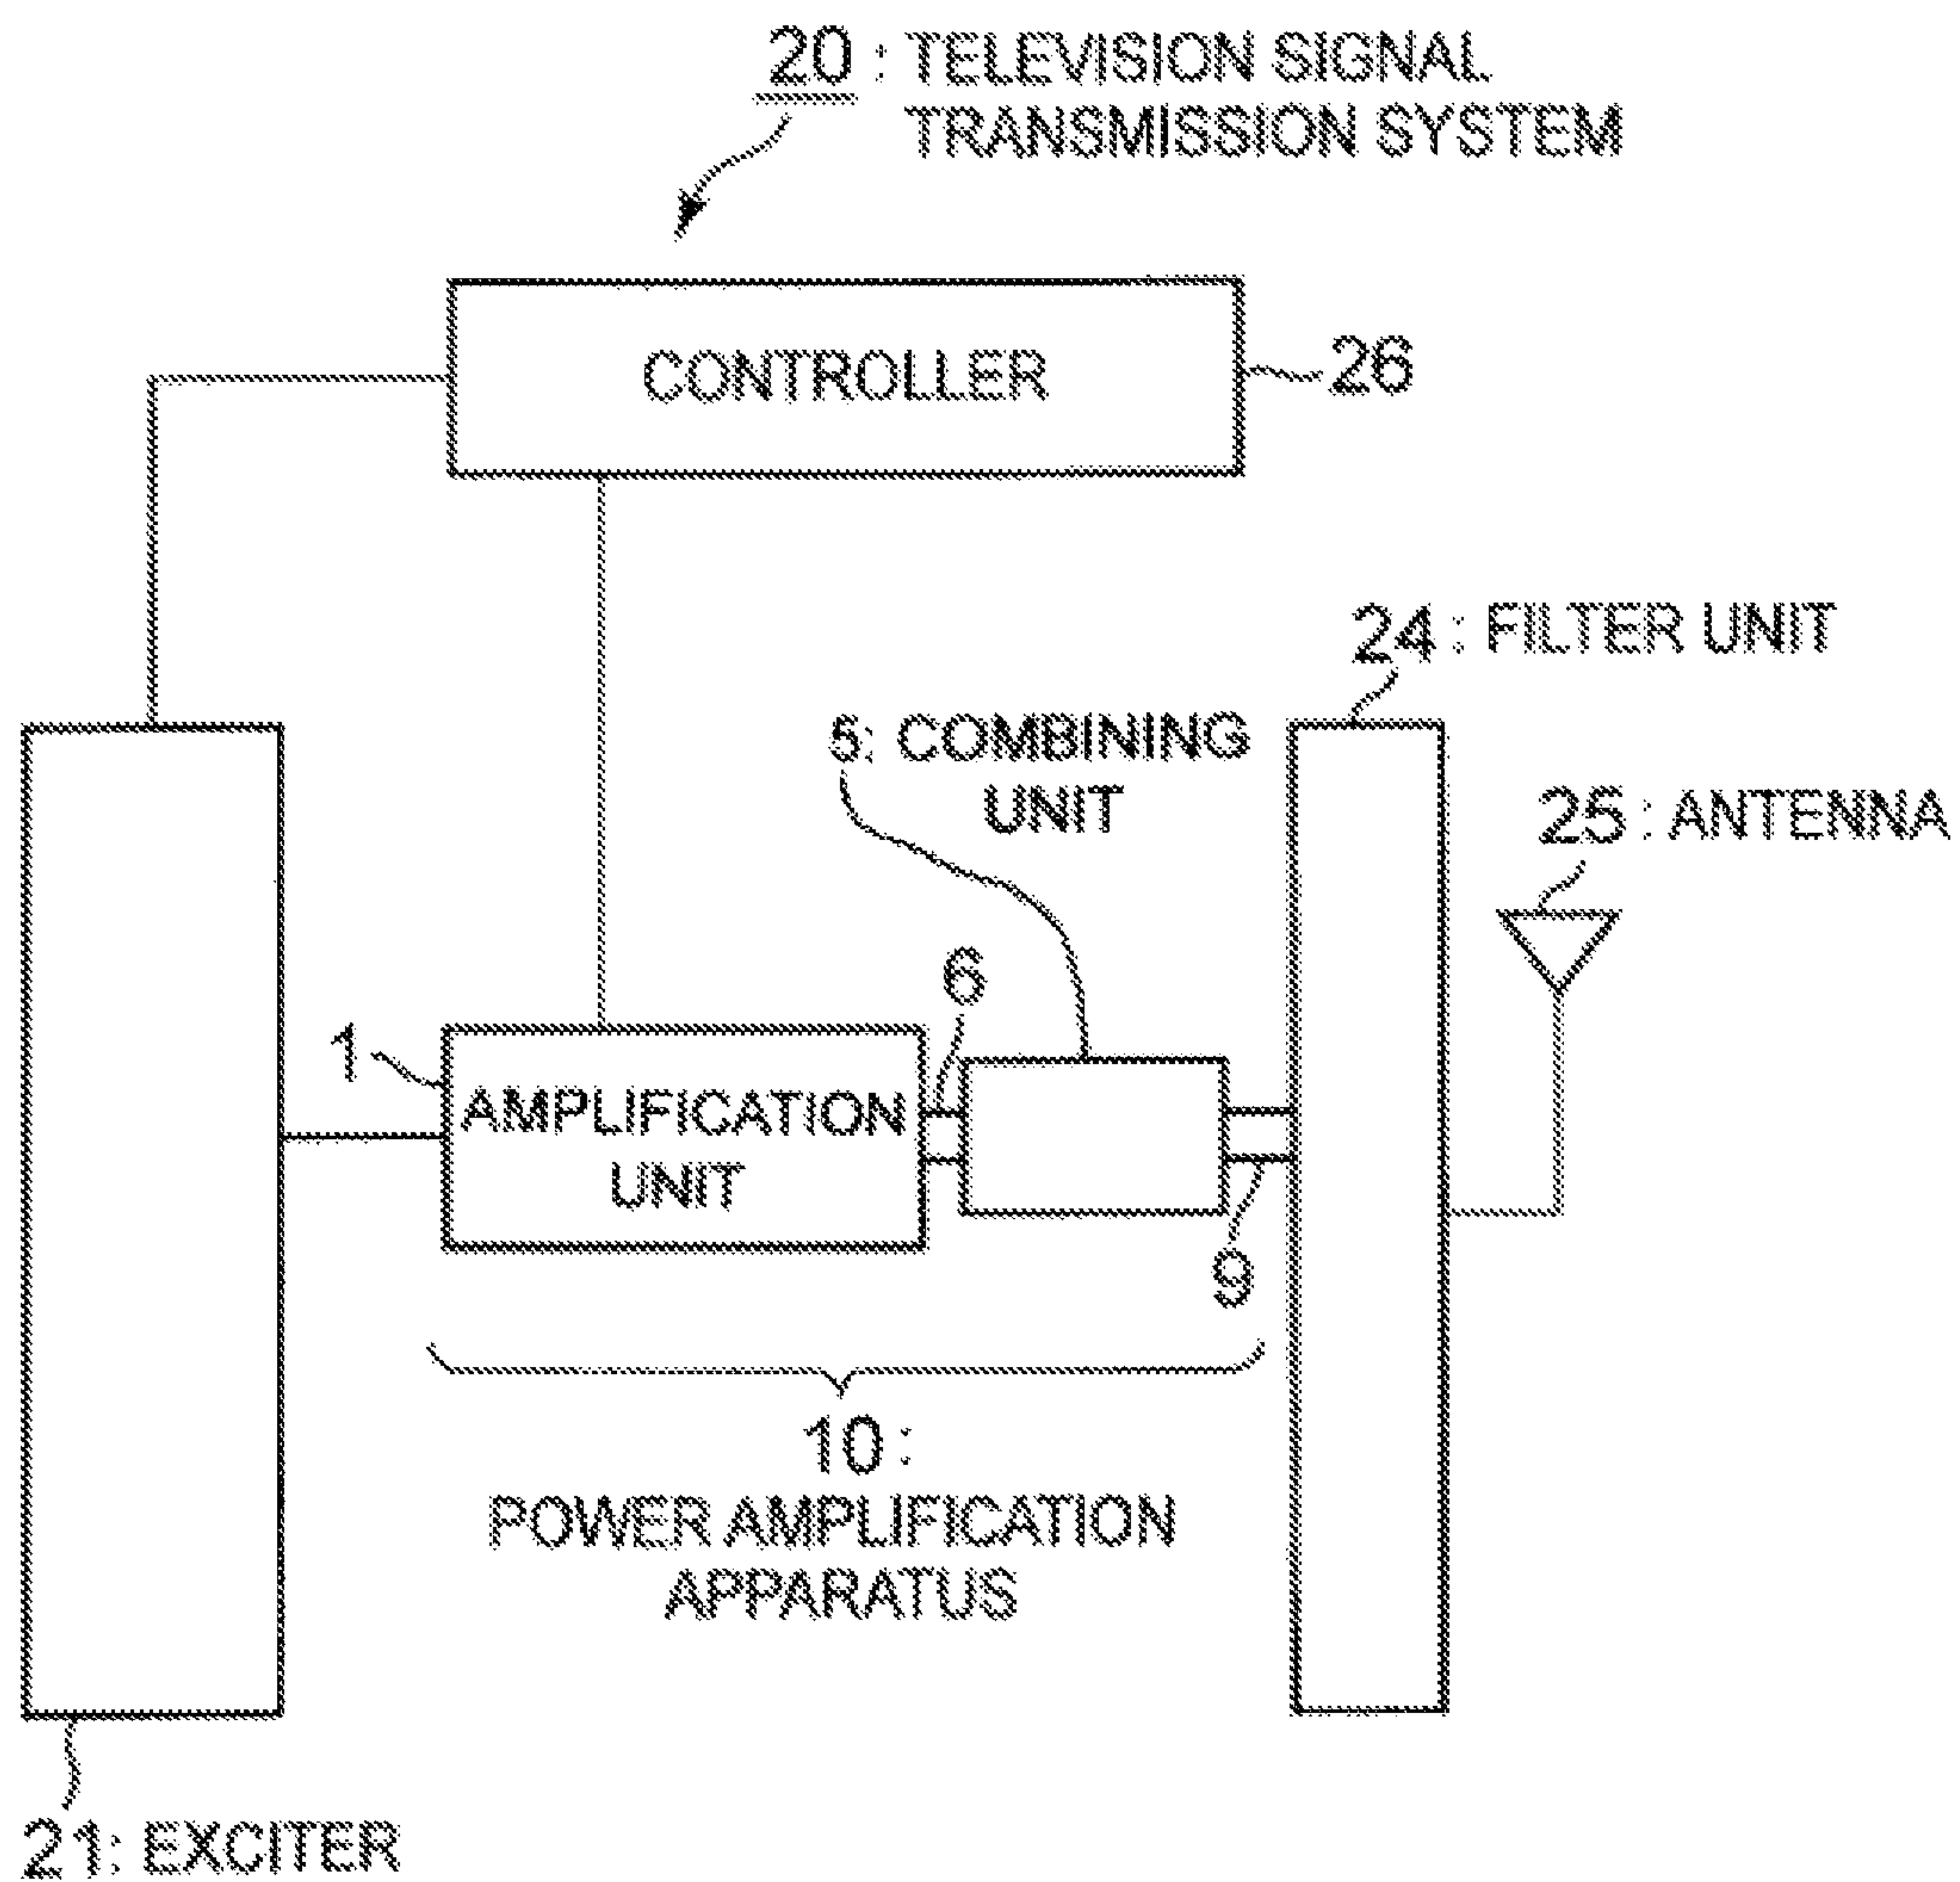 20 : TELEVISION SIGNAL
TRANSMISSION SYSTEM
CONTROLLER
26
24 : FILTER UNIT
5: COMBINING
UNIT
25 : ANTENNA
6
1
AMPLIFICATION
UNIT
9
10 :
POWER AMPLIFICATION
APPARATUS
21: EXCITER